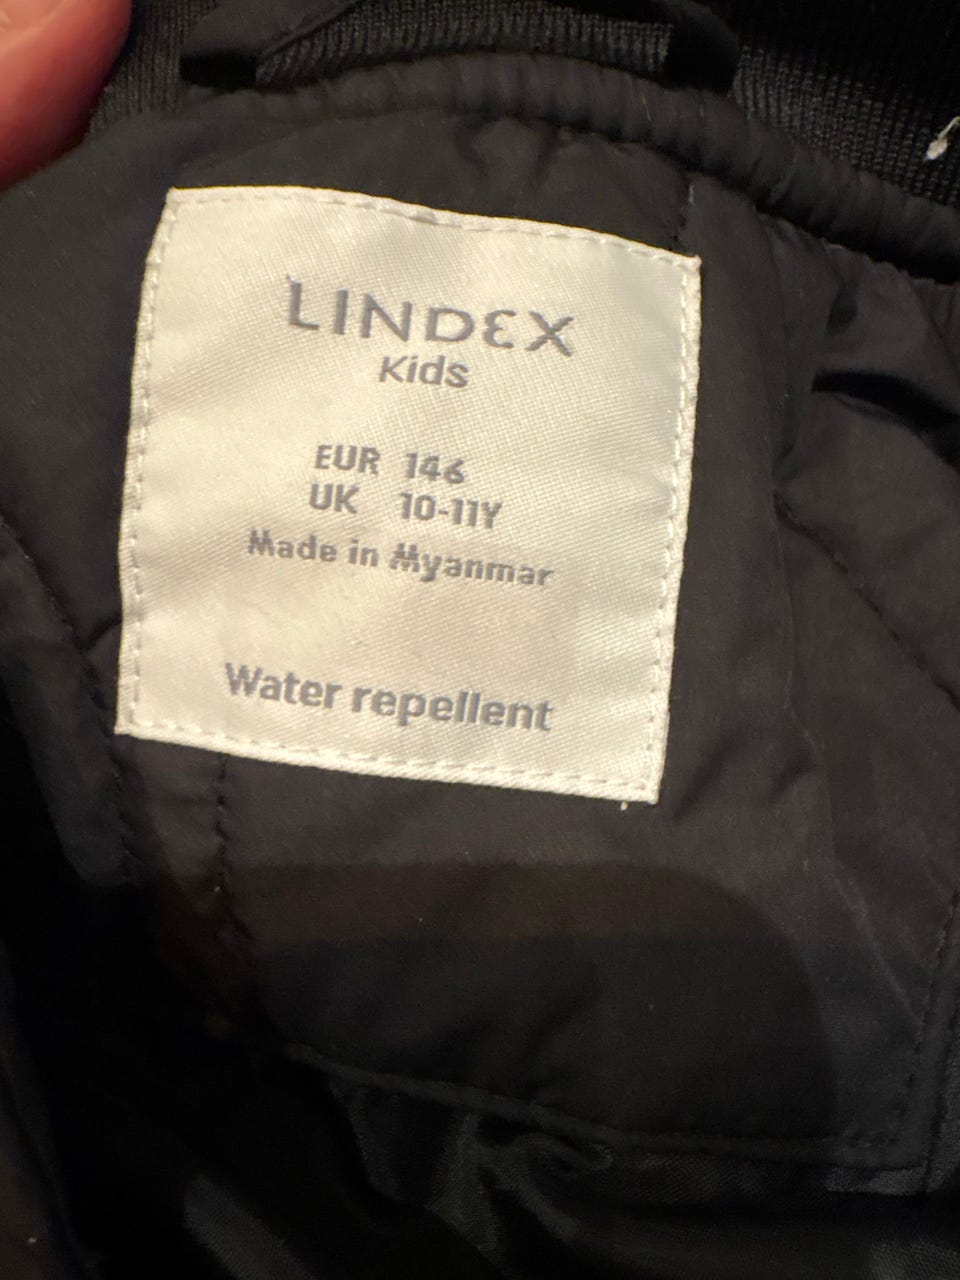 LINDEX
Kids
EUR 146
UK 10-11Y
Made in Myanmar
Water repellent